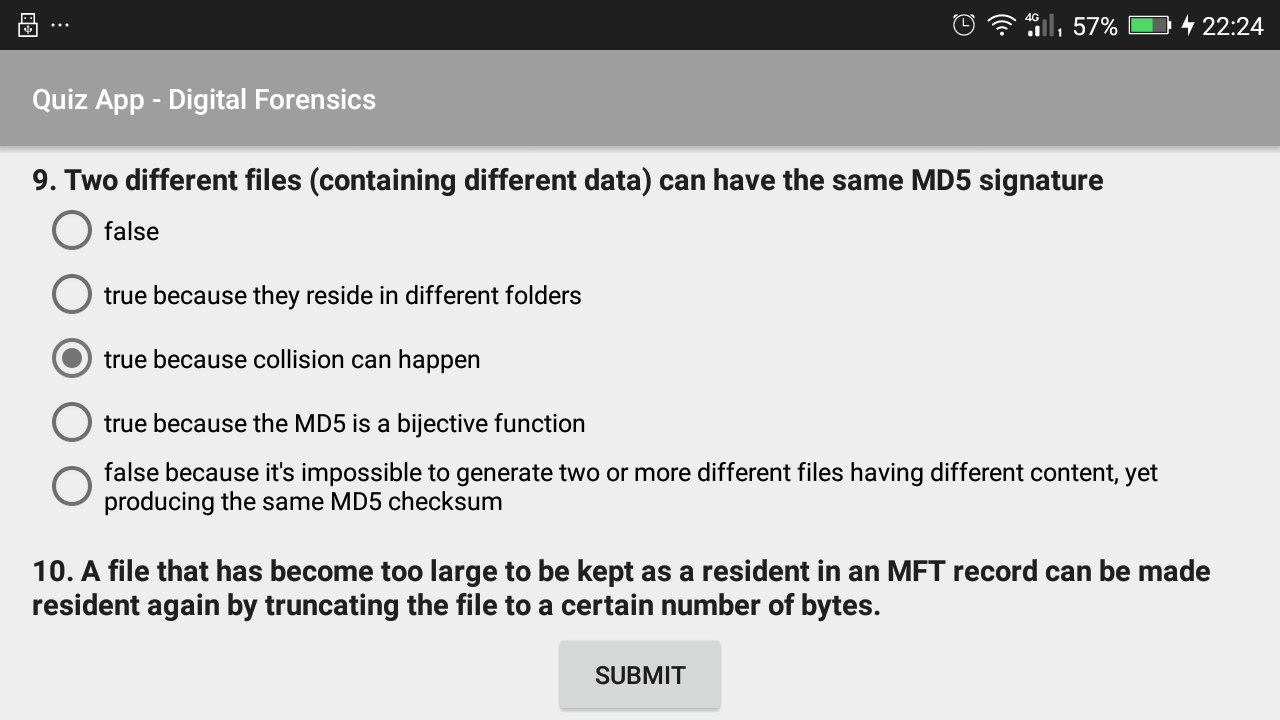 4G 1 57% 22:24
Quiz App - Digital Forensics
9. Two different files (containing different data) can have the same MD5 signature
false
true because they reside in different folders
true because collision can happen
true because the MD5 is a bijective function
false because it's impossible to generate two or more different files having different content, yet
producing the same MD5 checksum
10. A file that has become too large to be kept as a resident in an MFT record can be made
resident again by truncating the file to a certain number of bytes.
SUBMIT